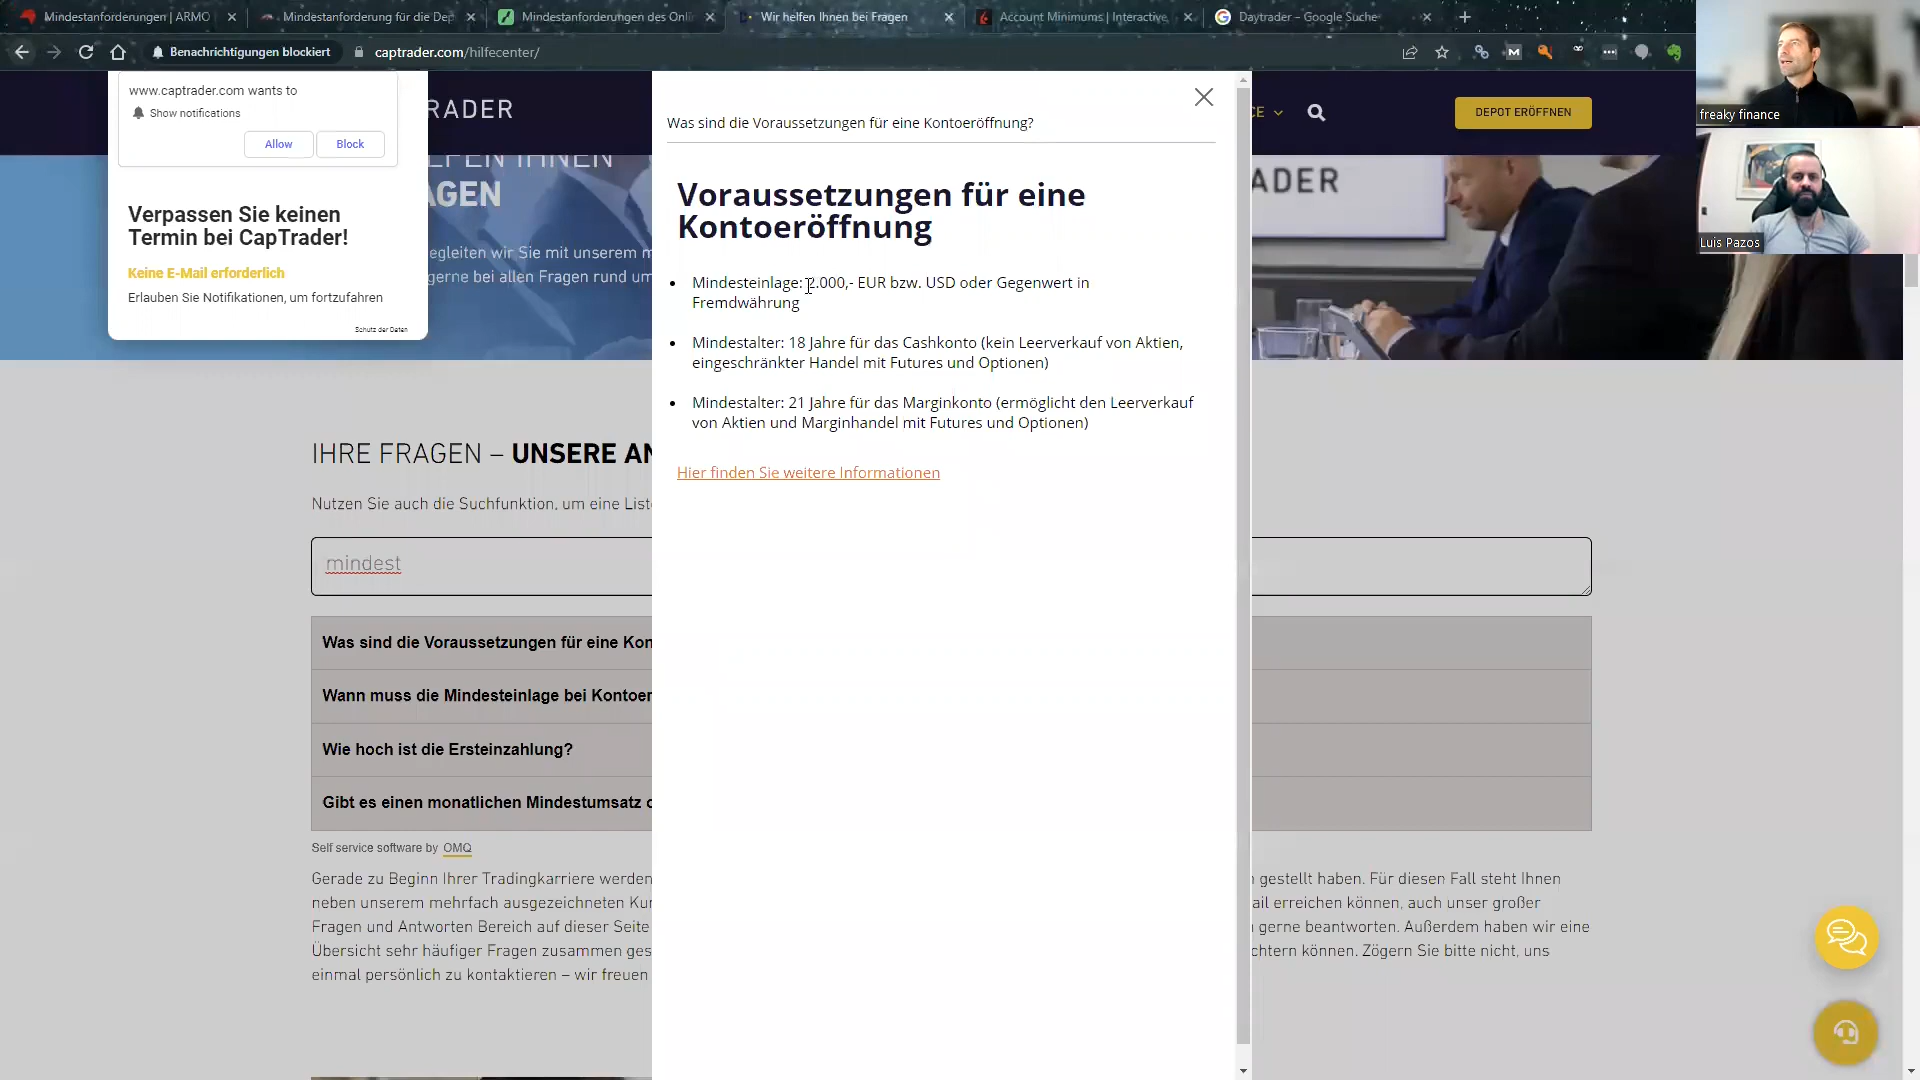 Mindestanforderungen | ARMO
Mindestanforderung für die Dep
Mindestanforderungen des Onli
Wir helfen Ihnen bei Fragen
Account Minimums | Interactive
Daytrader - Google Suche
Benachrichtigungen blockiert
captrader.com/hilfecenter/
freaky finance
Luis Pazos
www.captrader.com wants to
Show notifications
Allow
Block
Verpassen Sie keinen
Termin bei CapTrader!
Keine E-Mail erforderlich
Erlauben Sie Notifikationen, um fortzufahren
Schutz der Daten
RADER
CE
DEPOT ERÖFFNEN
ELFEN IHNEN
AGEN
egleiten wir Sie mit unserem m
gerne bei allen Fragen rund um
ADER
Was sind die Voraussetzungen für eine Kontoeröffnung?
Voraussetzungen für eine
Kontoeröffnung
Mindesteinlage: 2.000,- EUR bzw. USD oder Gegenwert in
Fremdwährung
Mindestalter: 18 Jahre für das Cashkonto (kein Leerverkauf von Aktien,
eingeschränkter Handel mit Futures und Optionen)
Mindestalter: 21 Jahre für das Marginkonto (ermöglicht den Leerverkauf
von Aktien und Marginhandel mit Futures und Optionen)
Hier finden Sie weitere Informationen
IHRE FRAGEN – UNSERE AN
Nutzen Sie auch die Suchfunktion, um eine List
mindest
Was sind die Voraussetzungen für eine Kon
Wann muss die Mindesteinlage bei Kontoer
Wie hoch ist die Ersteinzahlung?
Gibt es einen monatlichen Mindestumsatz o
Self service software by OMQ
Gerade zu Beginn Ihrer Tradingkarriere werden
neben unserem mehrfach ausgezeichneten Kun
Fragen und Antworten Bereich auf dieser Seite
Übersicht sehr häufiger Fragen zusammen ges
einmal persönlich zu kontaktieren – wir freuen
n gestellt haben. Für diesen Fall steht Ihnen
ail erreichen können, auch unser großer
n gerne beantworten. Außerdem haben wir eine
chtern können. Zögern Sie bitte nicht, uns